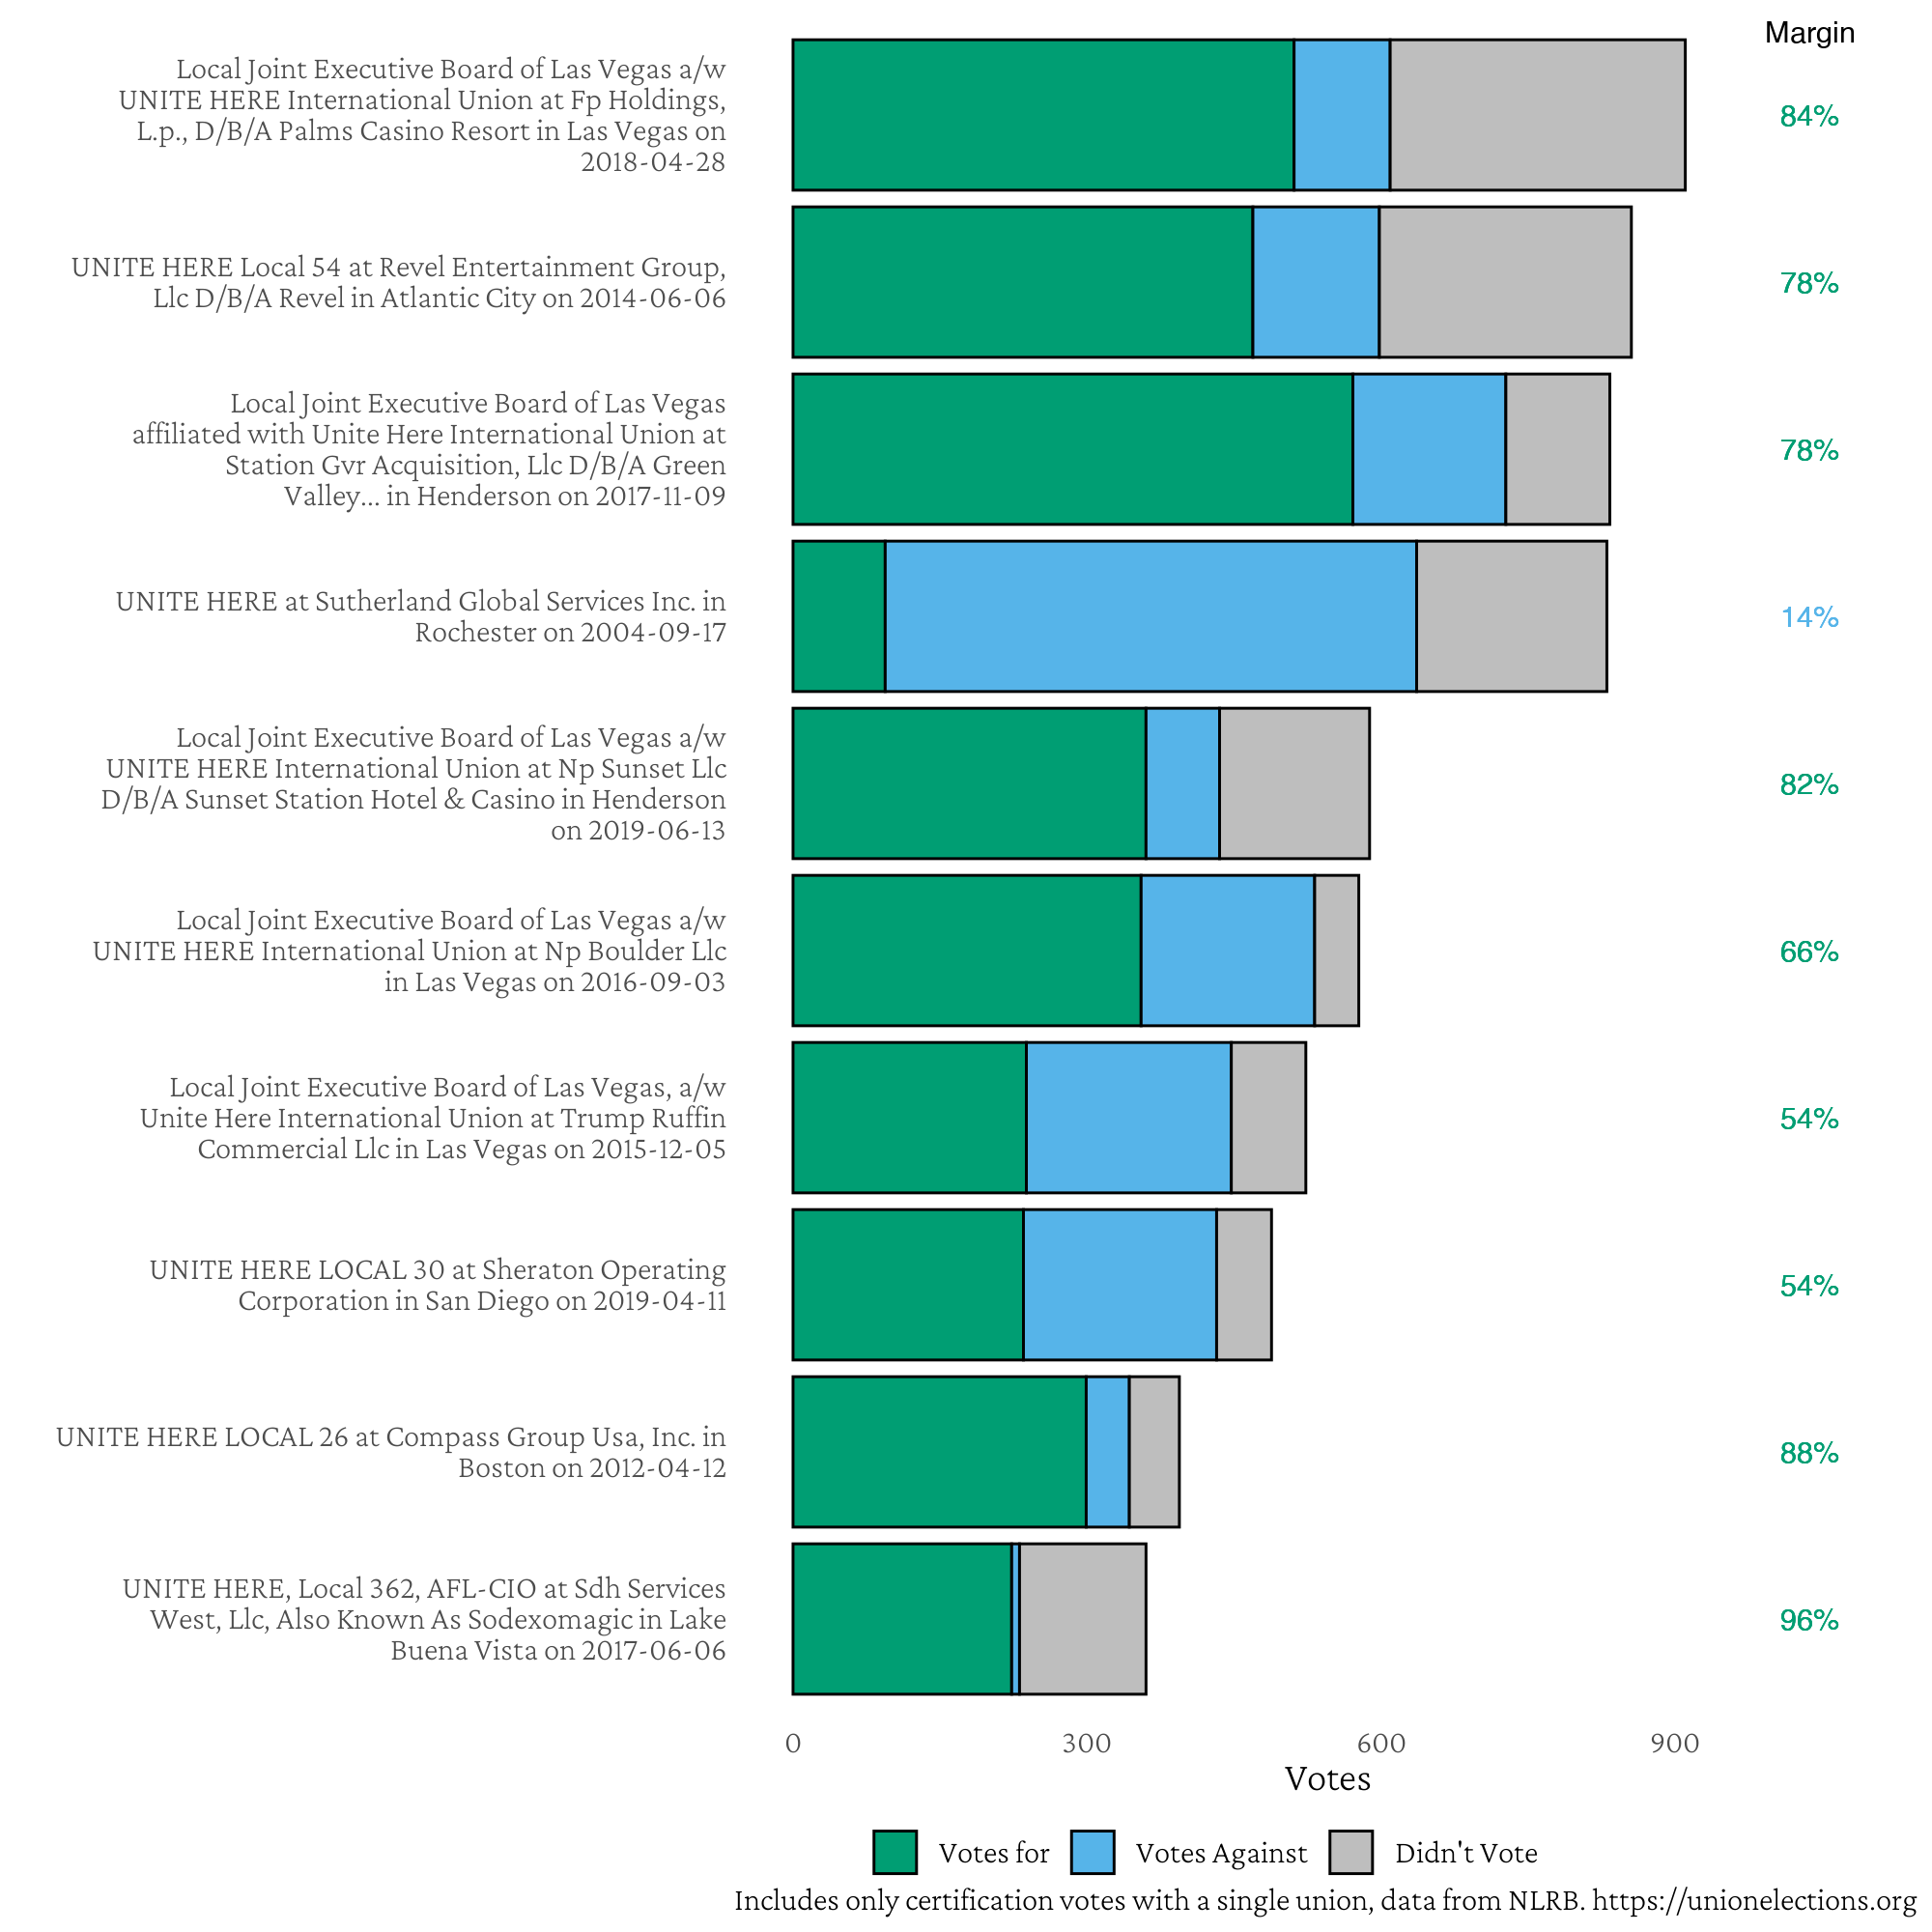 Margin
Local Joint Executive Board of Las Vegas a/w
UNITE HERE International Union at Fp Holdings,
L.p., D/B/A Palms Casino Resort in Las Vegas on
2018-04-28
84%
UNITE HERE Local 54 at Revel Entertainment Group,
Llc D/B/A Revel in Atlantic City on 2014-06-06
78%
Local Joint Executive Board of Las Vegas
affiliated with Unite Here International Union at
Station Gvr Acquisition, Llc D/B/A Green
Valley... in Henderson on 2017-11-09
78%
UNITE HERE at Sutherland Global Services Inc. in
Rochester on 2004-09-17
14%
Local Joint Executive Board of Las Vegas a/w
UNITE HERE International Union at Np Sunset Llc
D/B/A Sunset Station Hotel & Casino in Henderson
on 2019-06-13
82%
Local Joint Executive Board of Las Vegas a/w
UNITE HERE International Union at Np Boulder Llc
in Las Vegas on 2016-09-03
66%
Local Joint Executive Board of Las Vegas, a/w
Unite Here International Union at Trump Ruffin
Commercial Llc in Las Vegas on 2015-12-05
54%
UNITE HERE LOCAL 30 at Sheraton Operating
Corporation in San Diego on 2019-04-11
54%
UNITE HERE LOCAL 26 at Compass Group Usa, Inc. in
Boston on 2012-04-12
88%
UNITE HERE, Local 362, AFL-CIO at Sdh Services
West, Llc, Also Known As Sodexomagic in Lake
Buena Vista on 2017-06-06
96%
0 300 600 900
Votes
Votes for Votes Against Didn't Vote
Includes only certification votes with a single union, data from NLRB. https://unionelections.org